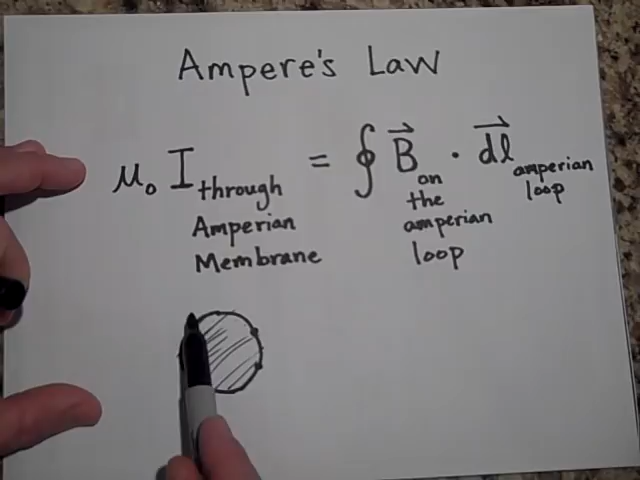 Ampere's Law
μ₀ I through Amperian Membrane = ∮ B⃗ on the amperian loop · dl⃗ amperian loop